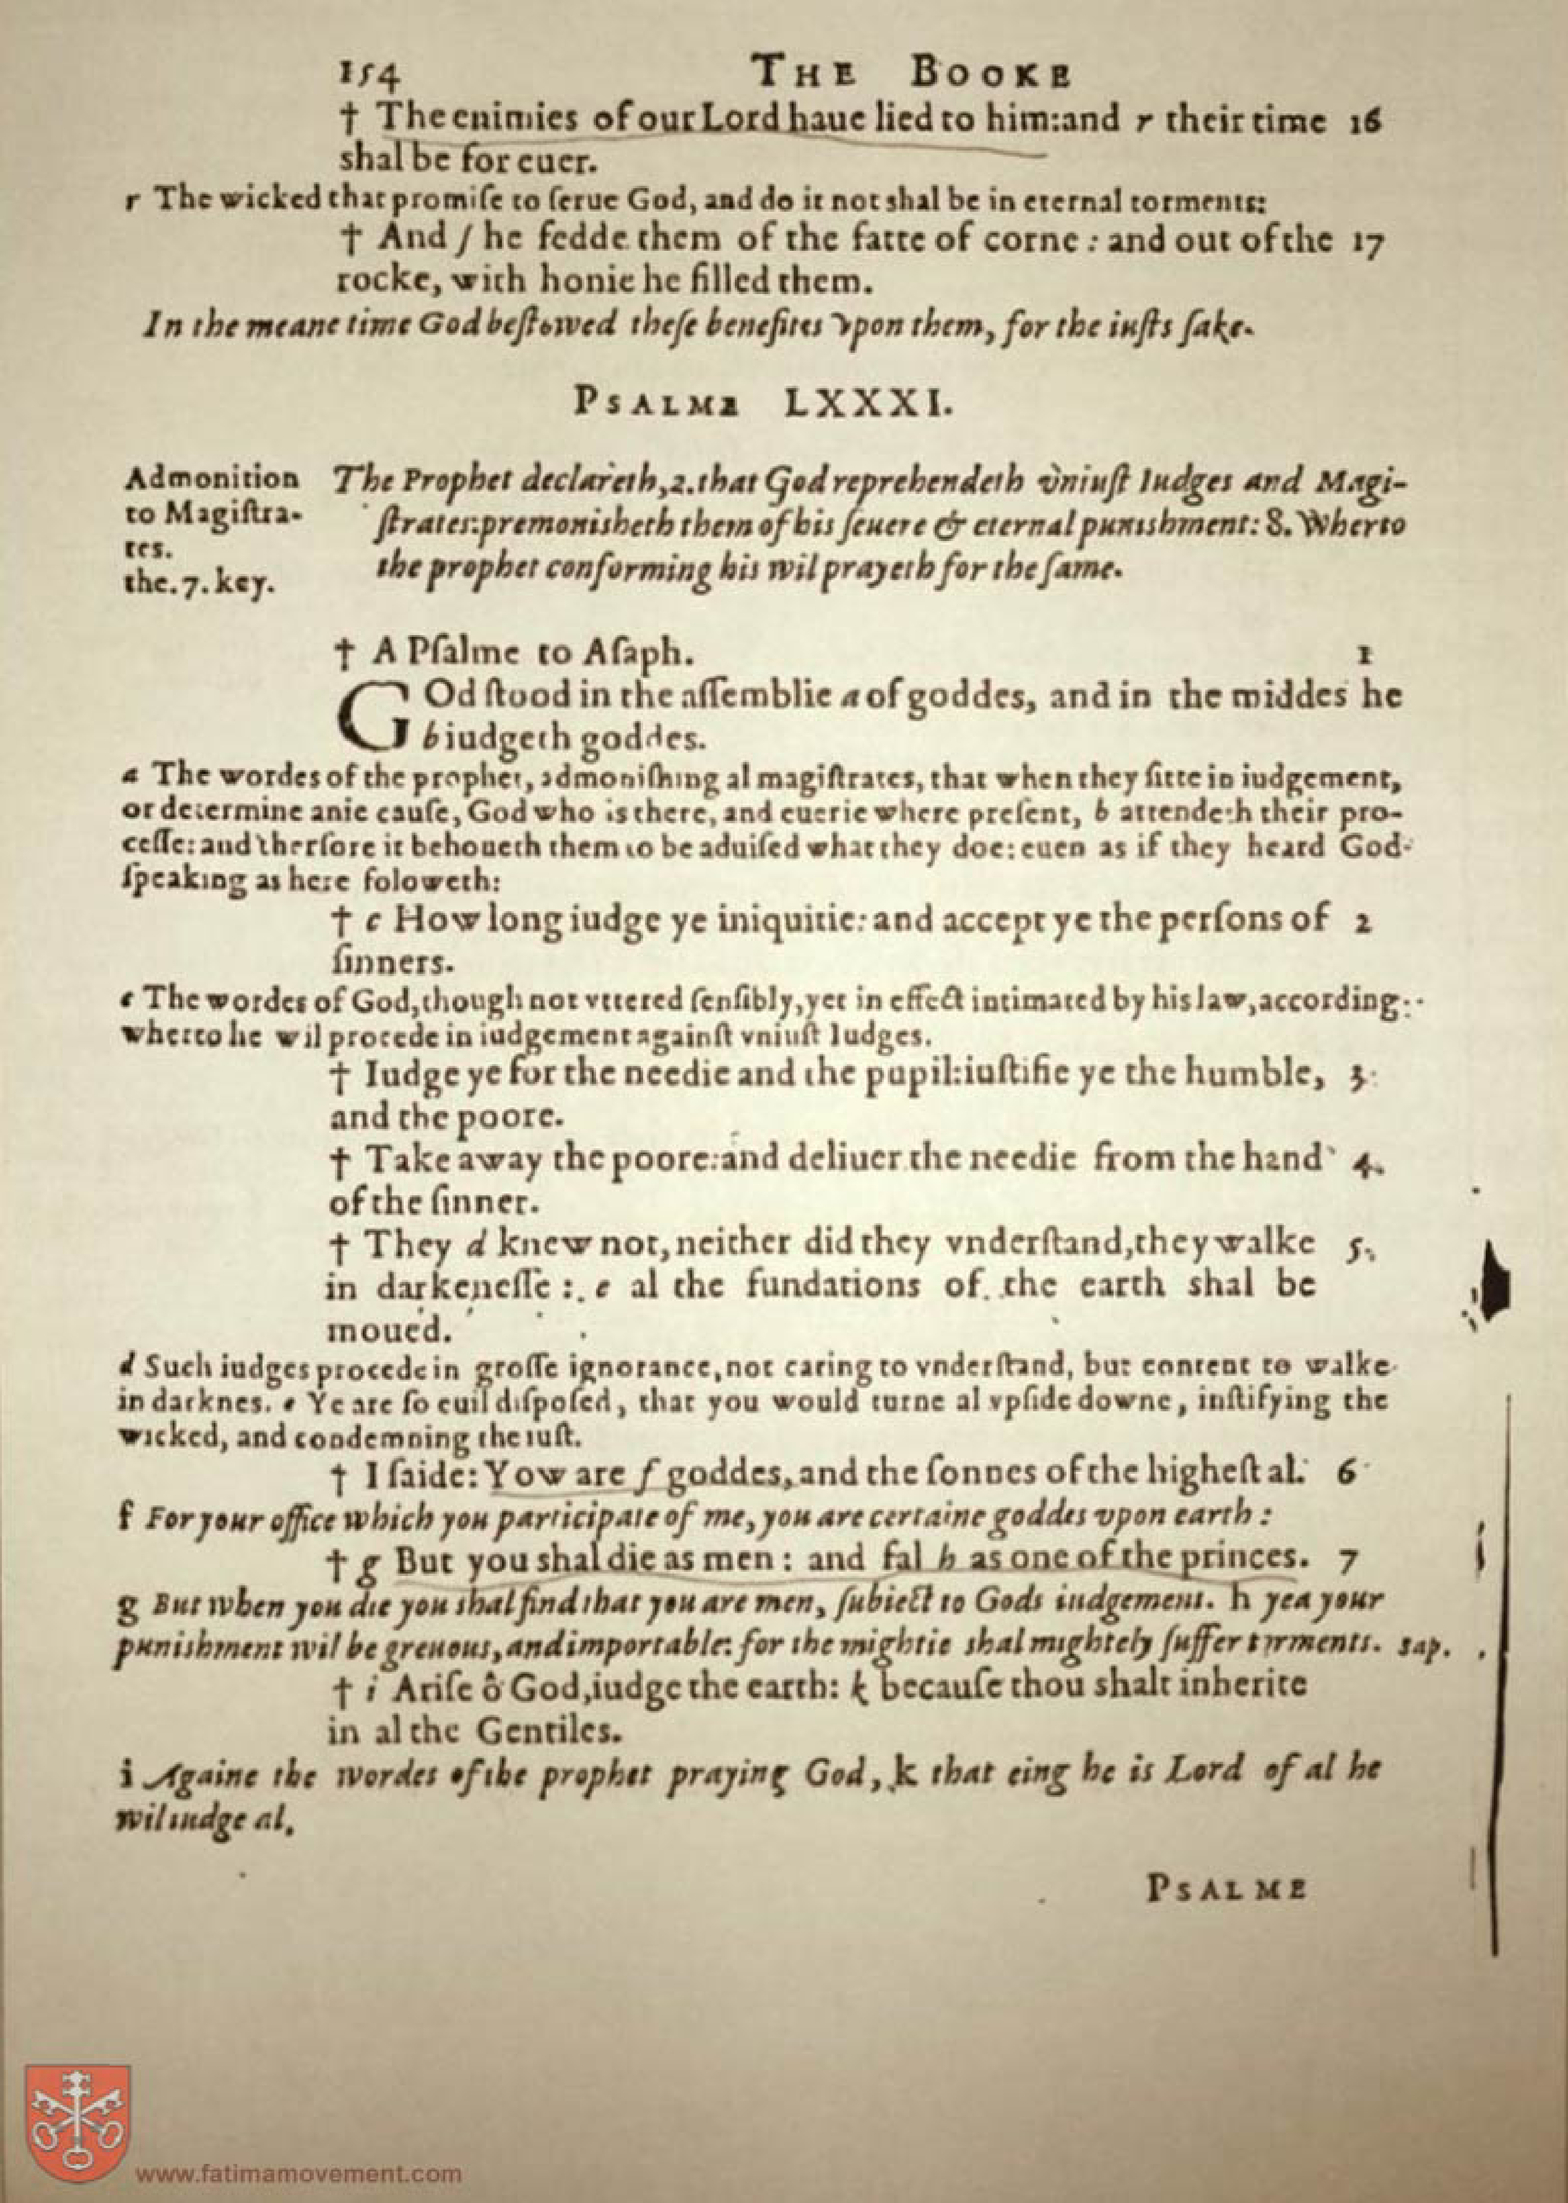 154 THE BOOKE
† The enimies of our Lord haue lied to him: and r their time 16
shal be for euer.
r The wicked that promiſe to ſerue God, and do it not shal be in eternal torments:
† And ſ he fedde them of the fatte of corne: and out of the 17
rocke, with honie he filled them.
In the meane time God beſtowed theſe benefites vpon them, for the iuſts ſake.
PSALME LXXXI.
Admonition
to Magiſtra-
tes.
the. 7. key.
The Prophet declareth, 2. that God reprehendeth vniuſt Iudges and Magi-
ſtrates: premonisheth them of his ſeuere & eternal punishment: 8. Wherto
the prophet conforming his wil prayeth for the ſame.
† A Pſalme to Aſaph. 1
GOd ſtood in the aſſemblie a of goddes, and in the middes he
b iudgeth goddes.
a The wordes of the prophet, admoniſhing al magiſtrates, that when they ſitte in iudgement,
or determine anie cauſe, God who is there, and euerie where preſent, b attendeth their pro-
ceſſe: and therfore it behoueth them to be aduiſed what they doe: euen as if they heard God
ſpeaking as here foloweth:
† c How long iudge ye iniquitie: and accept ye the perſons of 2
ſinners.
c The wordes of God, though not vttered ſenſibly, yet in effect intimated by his law, according
wherto he wil procede in iudgement againſt vniuſt Iudges.
† Iudge ye for the needie and the pupil: iuſtifie ye the humble, 3
and the poore.
† Take away the poore: and deliuer the needie from the hand 4.
of the ſinner.
† They d knew not, neither did they vnderſtand, they walke 5.
in darkeneſſe: e al the fundations of the earth shal be
moued.
d Such iudges procede in groſſe ignorance, not caring to vnderſtand, but content to walke
in darknes. e Ye are ſo euil diſpoſed, that you would turne al vpſide downe, inſtifying the
wicked, and condemning the iuſt.
† I ſaide: Yow are f goddes, and the ſonnes of the higheſt al. 6
f For your office which you participate of me, you are certaine goddes vpon earth:
† g But you shal die as men: and fal h as one of the princes. 7
g But when you die you shal find that you are men, ſubiect to Gods iudgement. h yea your
punishment wil be greuous, and importable: for the mightie shal mightely ſuffer torments. sap.
† i Ariſe ô God, iudge the earth: k becauſe thou shalt inherite
in al the Gentiles.
i Againe the wordes of the prophet praying God, k that eing he is Lord of al he
wil iudge al,
PSALME
www.fatimamovement.com